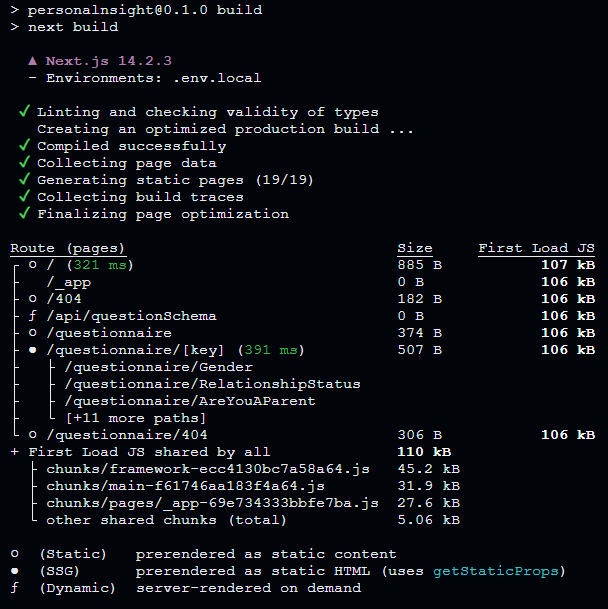 > personalnsight@0.1.0 build
> next build
▲ Next.js 14.2.3
- Environments: .env.local
✓ Linting and checking validity of types
Creating an optimized production build ...
✓ Compiled successfully
✓ Collecting page data
✓ Generating static pages (19/19)
✓ Collecting build traces
✓ Finalizing page optimization
Route (pages) Size First Load JS
┌ ○ / (321 ms) 885 B 107 kB
├ /_app 0 B 106 kB
├ ○ /404 182 B 106 kB
├ ƒ /api/questionSchema 0 B 106 kB
├ ○ /questionnaire 374 B 106 kB
├ ● /questionnaire/[key] (391 ms) 507 B 106 kB
├ ├ /questionnaire/Gender
├ ├ /questionnaire/RelationshipStatus
├ ├ /questionnaire/AreYouAParent
├ └ [+11 more paths]
└ ○ /questionnaire/404 306 B 106 kB
+ First Load JS shared by all 110 kB
├ chunks/framework-ecc4130bc7a58a64.js 45.2 kB
├ chunks/main-f61746aa183f4a64.js 31.9 kB
├ chunks/pages/_app-69e734333bbfe7ba.js 27.6 kB
└ other shared chunks (total) 5.06 kB
○ (Static) prerendered as static content
● (SSG) prerendered as static HTML (uses getStaticProps)
ƒ (Dynamic) server-rendered on demand